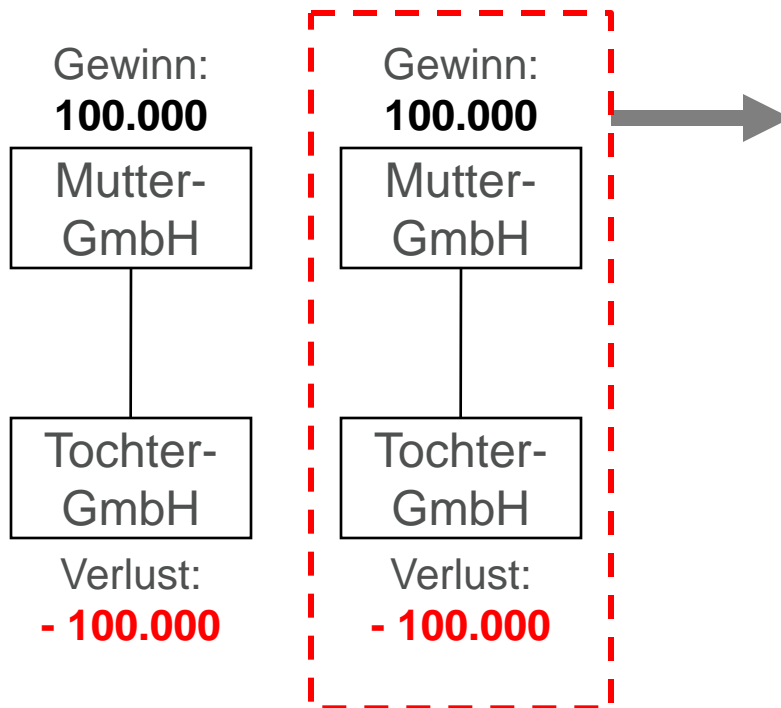 Gewinn:
100.000
Mutter-
GmbH
Tochter-
GmbH
Verlust:
- 100.000
Gewinn:
100.000
Mutter-
GmbH
Tochter-
GmbH
Verlust:
- 100.000